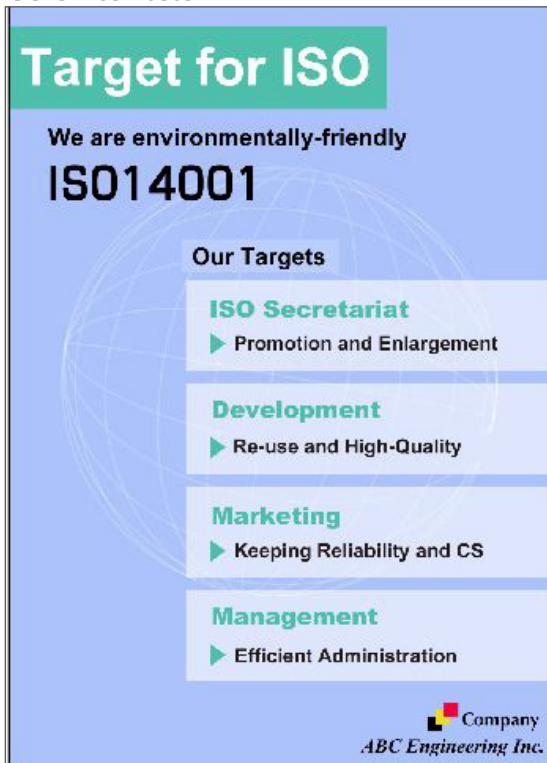 Target for ISO
We are environmentally-friendly
ISO14001
Our Targets
ISO Secretariat
Promotion and Enlargement
Development
Re-use and High-Quality
Marketing
Keeping Reliability and CS
Management
Efficient Administration
Company
ABC Engineering Inc.